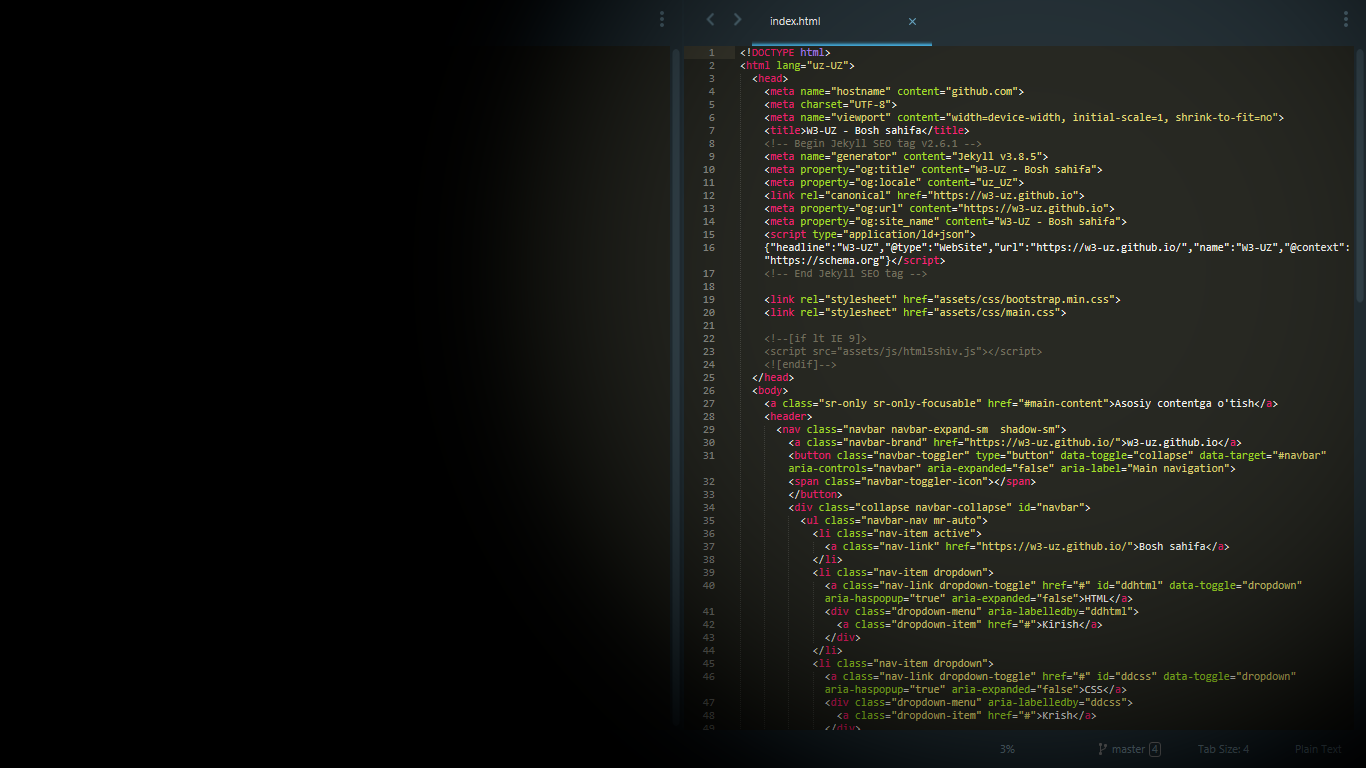 index.html ×
1 <!DOCTYPE html>
2 <html lang="uz-UZ">
3 <head>
4 <meta name="hostname" content="github.com">
5 <meta charset="UTF-8">
6 <meta name="viewport" content="width=device-width, initial-scale=1, shrink-to-fit=no">
7 <title>W3-UZ - Bosh sahifa</title>
8 <!-- Begin Jekyll SEO tag v2.6.1 -->
9 <meta name="generator" content="Jekyll v3.8.5">
10 <meta property="og:title" content="W3-UZ - Bosh sahifa">
11 <meta property="og:locale" content="uz_UZ">
12 <link rel="canonical" href="https://w3-uz.github.io">
13 <meta property="og:url" content="https://w3-uz.github.io">
14 <meta property="og:site_name" content="W3-UZ - Bosh sahifa">
15 <script type="application/ld+json">
16 {"headline":"W3-UZ","@type":"WebSite","url":"https://w3-uz.github.io/","name":"W3-UZ","@context":
"https://schema.org"}</script>
17 <!-- End Jekyll SEO tag -->
18
19 <link rel="stylesheet" href="assets/css/bootstrap.min.css">
20 <link rel="stylesheet" href="assets/css/main.css">
21
22 <!--[if lt IE 9]>
23 <script src="assets/js/html5shiv.js"></script>
24 <![endif]-->
25 </head>
26 <body>
27 <a class="sr-only sr-only-focusable" href="#main-content">Asosiy contentga o'tish</a>
28 <header>
29 <nav class="navbar navbar-expand-sm  shadow-sm">
30 <a class="navbar-brand" href="https://w3-uz.github.io/">w3-uz.github.io</a>
31 <button class="navbar-toggler" type="button" data-toggle="collapse" data-target="#navbar"
aria-controls="navbar" aria-expanded="false" aria-label="Main navigation">
32 <span class="navbar-toggler-icon"></span>
33 </button>
34 <div class="collapse navbar-collapse" id="navbar">
35 <ul class="navbar-nav mr-auto">
36 <li class="nav-item active">
37 <a class="nav-link" href="https://w3-uz.github.io/">Bosh sahifa</a>
38 </li>
39 <li class="nav-item dropdown">
40 <a class="nav-link dropdown-toggle" href="#" id="ddhtml" data-toggle="dropdown"
aria-haspopup="true" aria-expanded="false">HTML</a>
41 <div class="dropdown-menu" aria-labelledby="ddhtml">
42 <a class="dropdown-item" href="#">Kirish</a>
43 </div>
44 </li>
45 <li class="nav-item dropdown">
46 <a class="nav-link dropdown-toggle" href="#" id="ddcss" data-toggle="dropdown"
aria-haspopup="true" aria-expanded="false">CSS</a>
47 <div class="dropdown-menu" aria-labelledby="ddcss">
48 <a class="dropdown-item" href="#">Krish</a>
49 </div>
3% master 4 Tab Size: 4 Plain Text